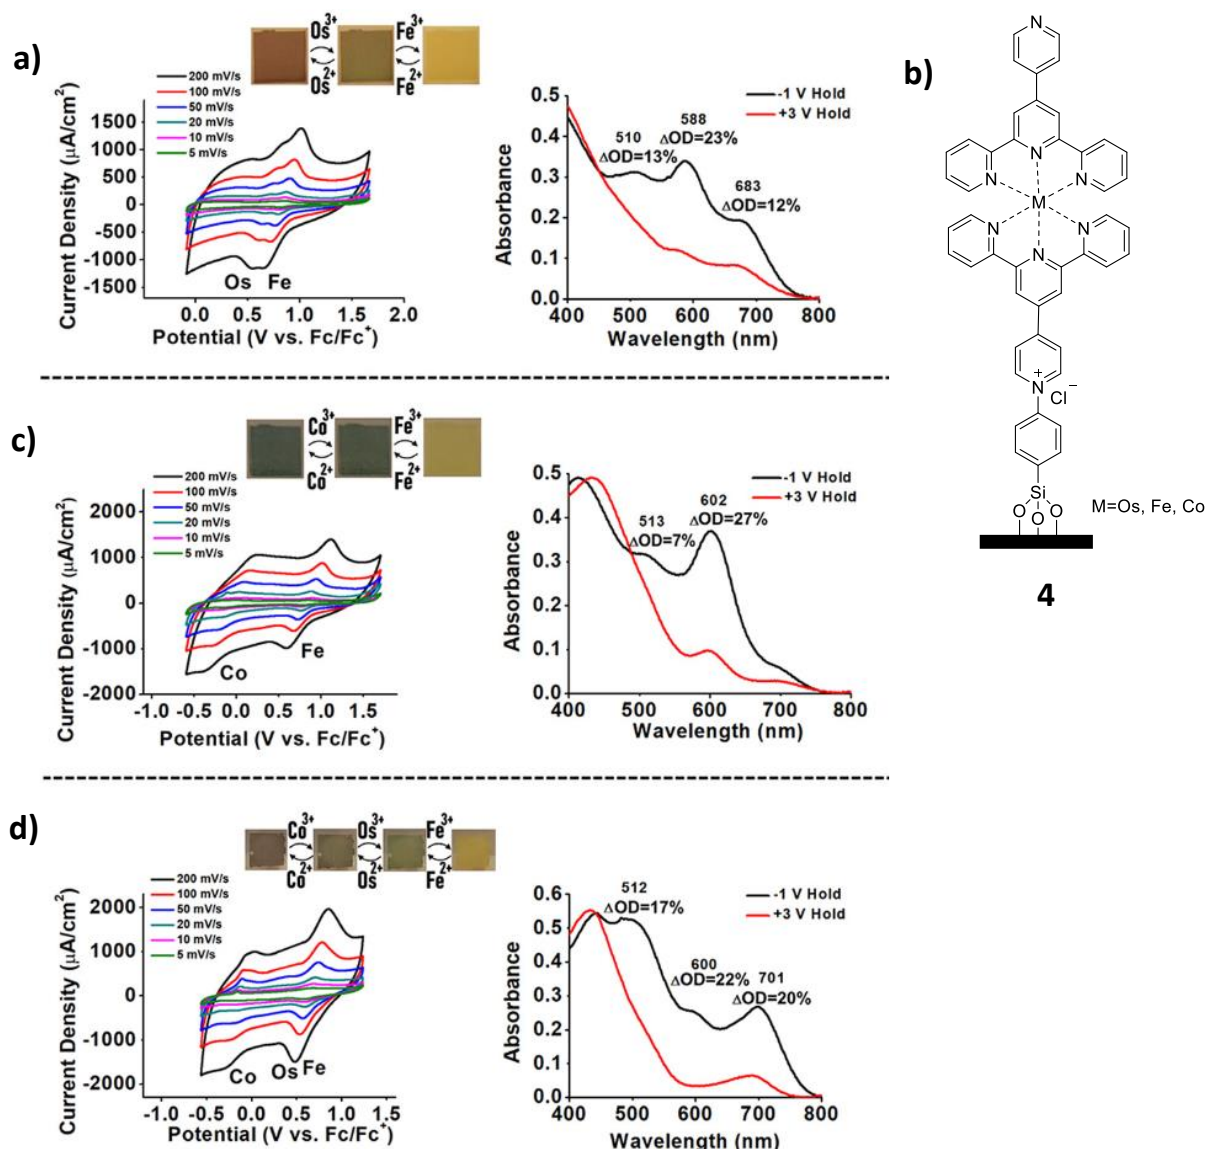 a)
Os3+
Fe3+
Os2+
Fe2+
200 mV/s
100 mV/s
50 mV/s
20 mV/s
10 mV/s
5 mV/s
Current Density (µA/cm2)
1500
1000
500
0
-500
-1000
-1500
Os Fe
0.0 0.5 1.0 1.5 2.0
Potential (V vs. Fc/Fc+)
Absorbance
0.5
0.4
0.3
0.2
0.1
0.0
-1 V Hold
+3 V Hold
510
ΔOD=13%
588
ΔOD=23%
683
ΔOD=12%
400 500 600 700 800
Wavelength (nm)
b)
N
N
N
N
M
N
N
N
N
+
Cl−
Si
O
O
O
M=Os, Fe, Co
4
c)
Co3+
Fe3+
Co2+
Fe2+
200 mV/s
100 mV/s
50 mV/s
20 mV/s
10 mV/s
5 mV/s
Current Density (µA/cm2)
2000
1000
0
-1000
-2000
Co
Fe
-1.0 -0.5 0.0 0.5 1.0 1.5
Potential (V vs. Fc/Fc+)
Absorbance
0.5
0.4
0.3
0.2
0.1
0.0
-1 V Hold
+3 V Hold
513
ΔOD=7%
602
ΔOD=27%
400 500 600 700 800
Wavelength (nm)
d)
Co3+
Os3+
Fe3+
Co2+
Os2+
Fe2+
200 mV/s
100 mV/s
50 mV/s
20 mV/s
10 mV/s
5 mV/s
Current Density (µA/cm2)
2000
1000
0
-1000
-2000
Co Os Fe
-1.0 -0.5 0.0 0.5 1.0 1.5
Potential (V vs. Fc/Fc+)
Absorbance
0.6
0.5
0.4
0.3
0.2
0.1
0.0
-1 V Hold
+3 V Hold
512
ΔOD=17%
600
ΔOD=22%
701
ΔOD=20%
400 500 600 700 800
Wavelength (nm)